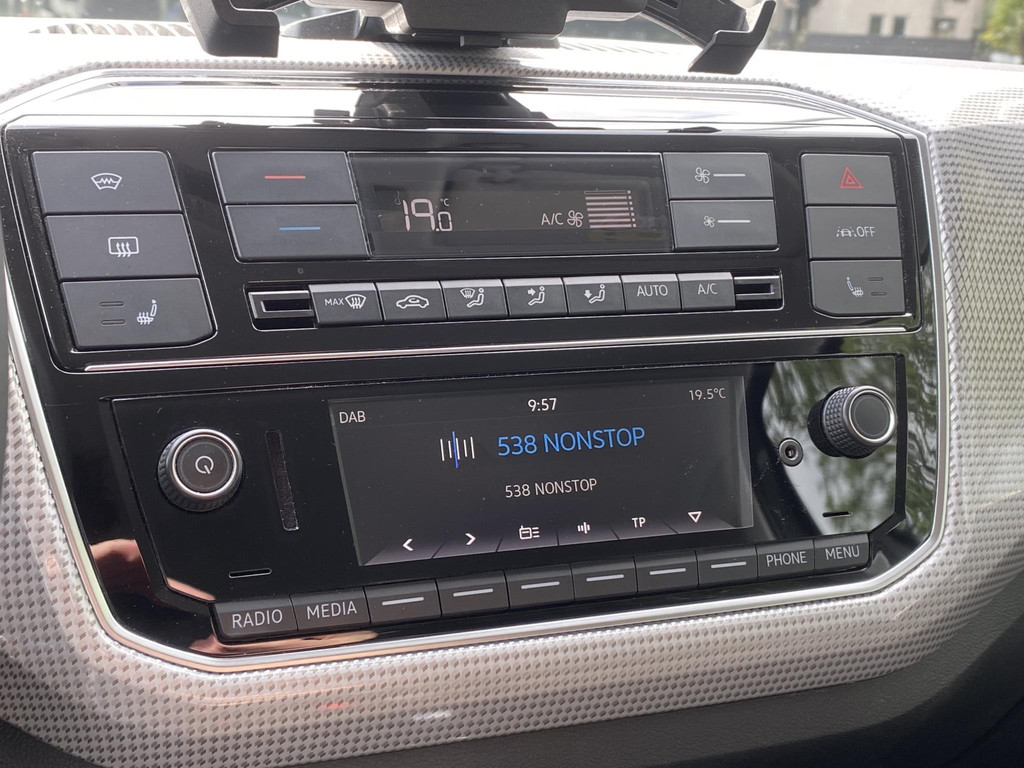 19.0 °C
A/C
OFF
MAX
AUTO
A/C
DAB
9:57
19.5°C
538 NONSTOP
538 NONSTOP
TP
RADIO
MEDIA
PHONE
MENU